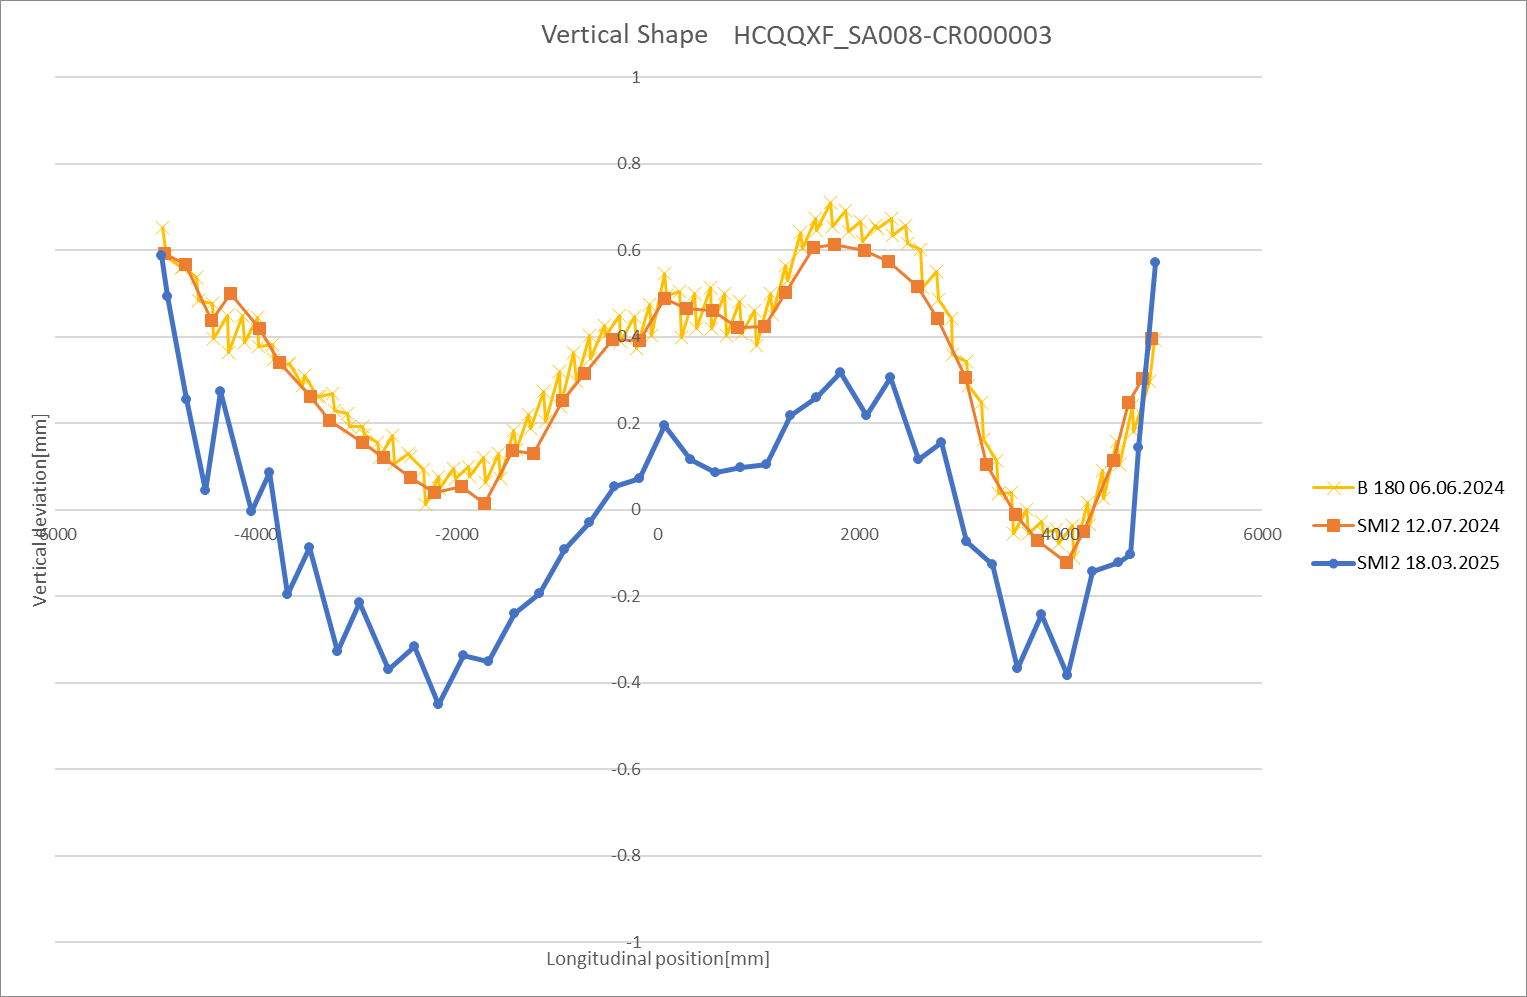 Vertical Shape HCQQXF_SA008-CR000003
1
0.8
0.6
0.4
0.2
0
-0.2
-0.4
-0.6
-0.8
-1
-6000 -4000 -2000 0 2000 4000 6000
Vertical deviation[mm]
Longitudinal position[mm]
B 180 06.06.2024
SMI2 12.07.2024
SMI2 18.03.2025